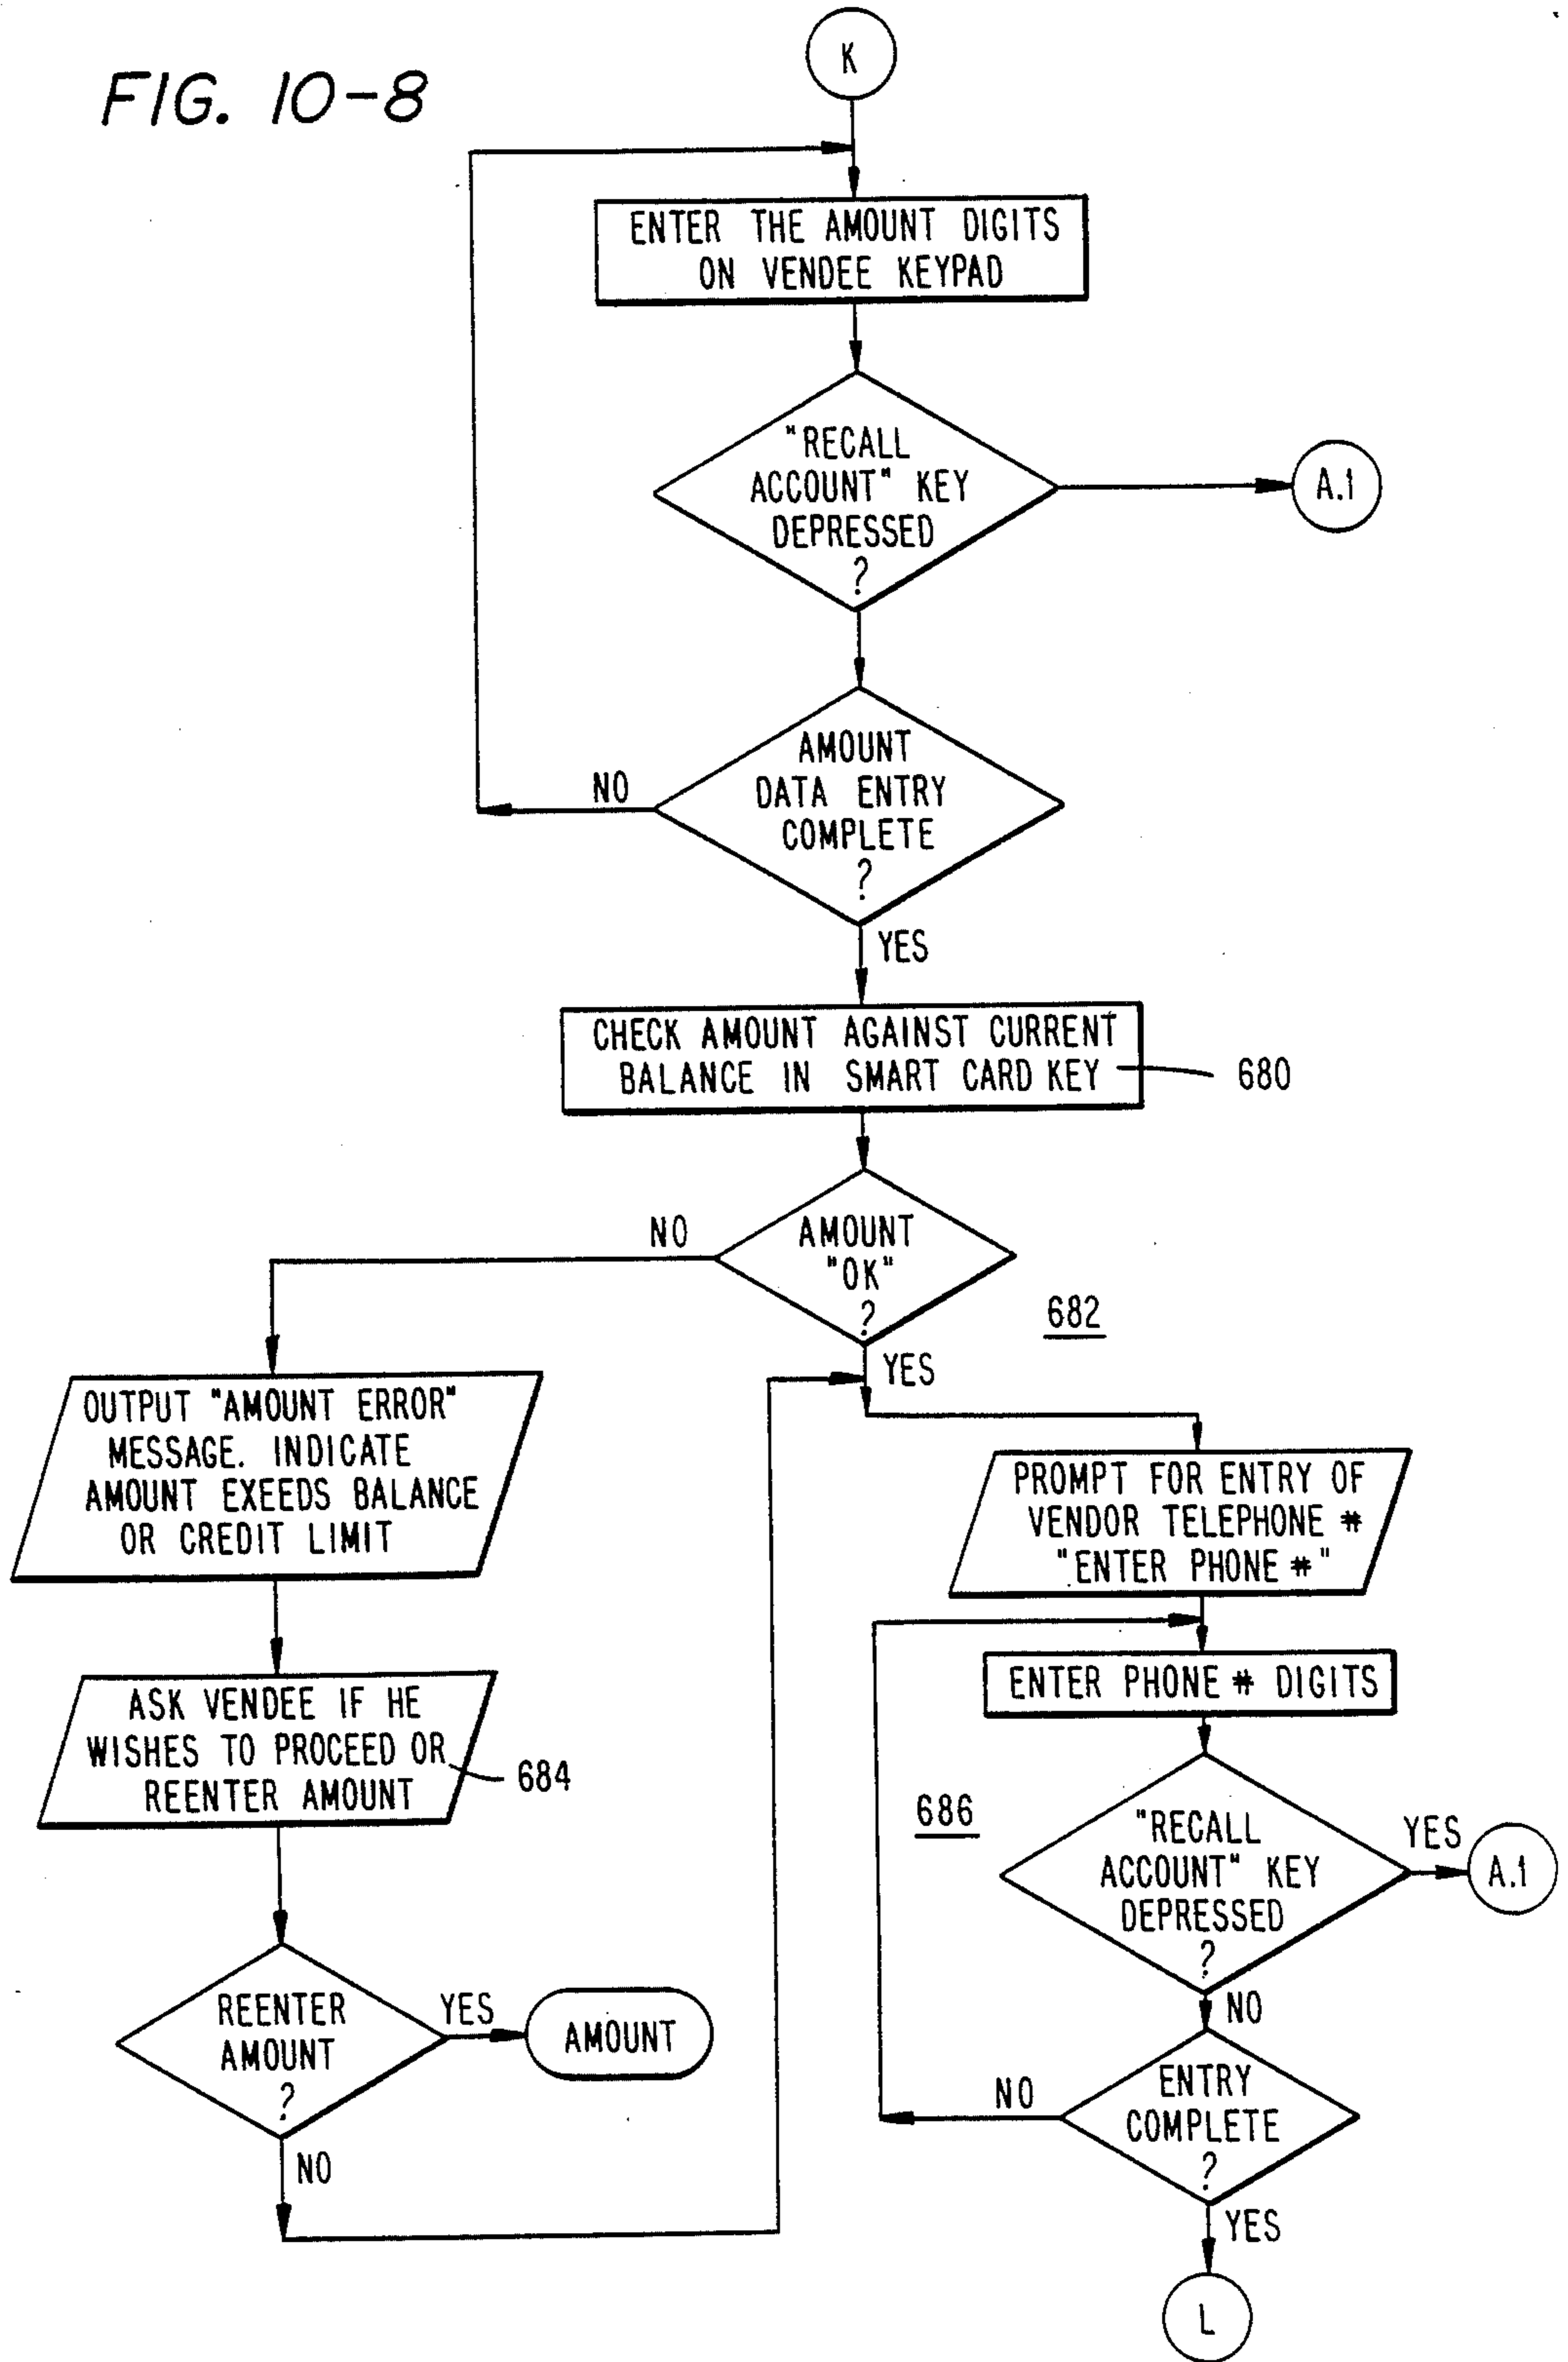 FIG. 10-8
K
ENTER THE AMOUNT DIGITS
ON VENDEE KEYPAD
"RECALL
ACCOUNT" KEY
DEPRESSED
?
A.1
AMOUNT
DATA ENTRY
COMPLETE
?
NO
YES
CHECK AMOUNT AGAINST CURRENT
BALANCE IN SMART CARD KEY
680
AMOUNT
"OK"
?
NO
YES
682
OUTPUT "AMOUNT ERROR"
MESSAGE. INDICATE
AMOUNT EXEEDS BALANCE
OR CREDIT LIMIT
ASK VENDEE IF HE
WISHES TO PROCEED OR
REENTER AMOUNT
684
REENTER
AMOUNT
?
YES
AMOUNT
NO
PROMPT FOR ENTRY OF
VENDOR TELEPHONE #
"ENTER PHONE #"
ENTER PHONE # DIGITS
686
"RECALL
ACCOUNT" KEY
DEPRESSED
?
YES
A.1
NO
ENTRY
COMPLETE
?
NO
YES
L